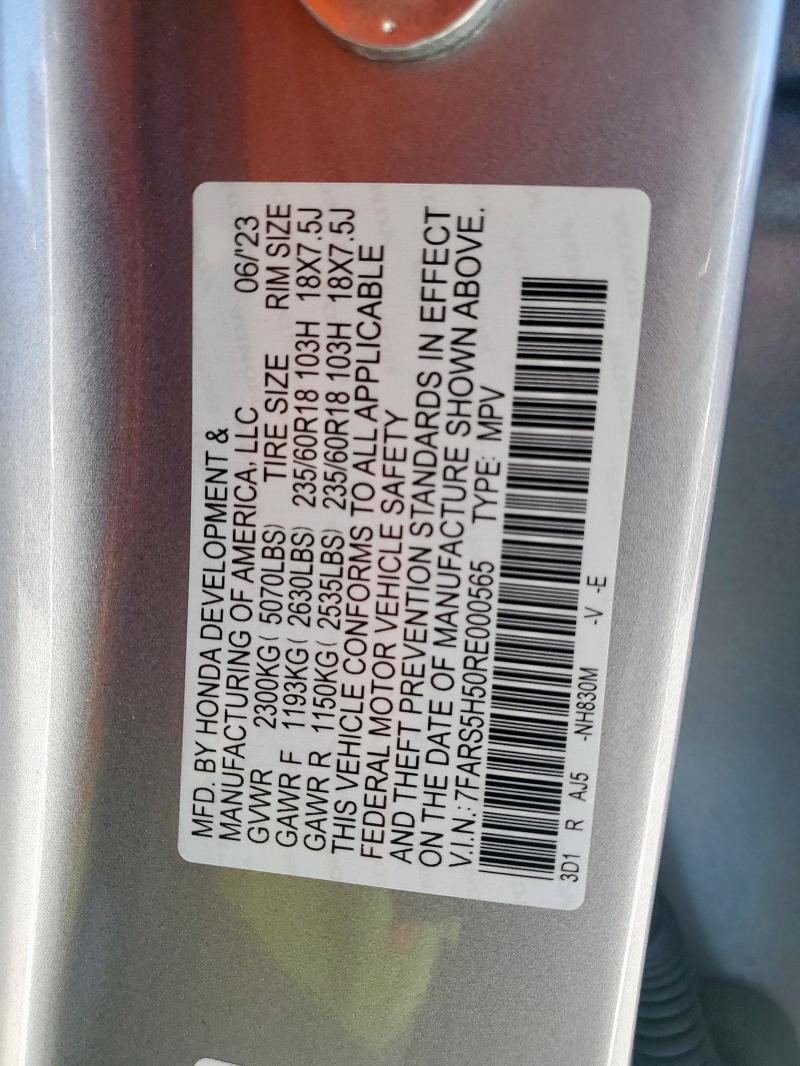 MFD. BY HONDA DEVELOPMENT &
MANUFACTURING OF AMERICA, LLC 06/'23
GVWR 2300KG( 5070LBS) TIRE SIZE RIM SIZE
GAWR F 1193KG( 2630LBS) 235/60R18 103H 18X7.5J
GAWR R 1150KG( 2535LBS) 235/60R18 103H 18X7.5J
THIS VEHICLE CONFORMS TO ALL APPLICABLE
FEDERAL MOTOR VEHICLE SAFETY
AND THEFT PREVENTION STANDARDS IN EFFECT
ON THE DATE OF MANUFACTURE SHOWN ABOVE.
V.I.N.: 7FARS5H50RE000565 TYPE: MPV
3D1 R AJ5 -NH830M -V -E